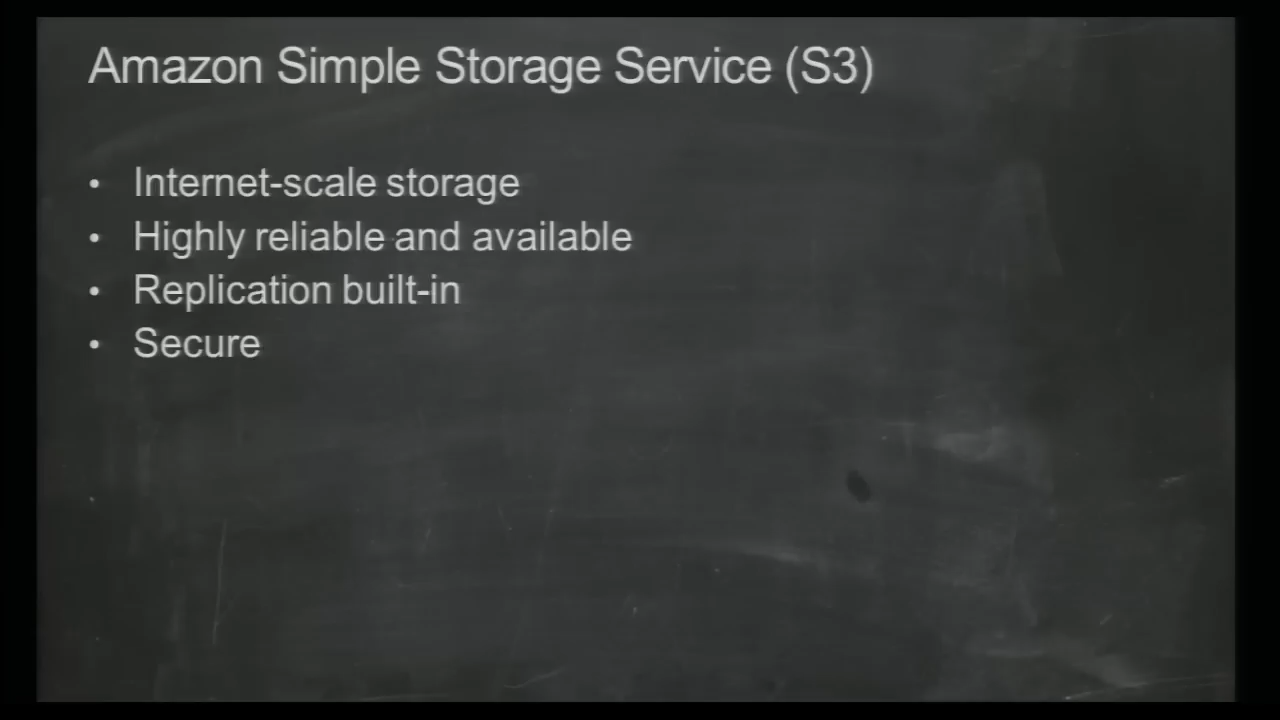 Amazon Simple Storage Service (S3)
• Internet-scale storage
• Highly reliable and available
• Replication built-in
• Secure